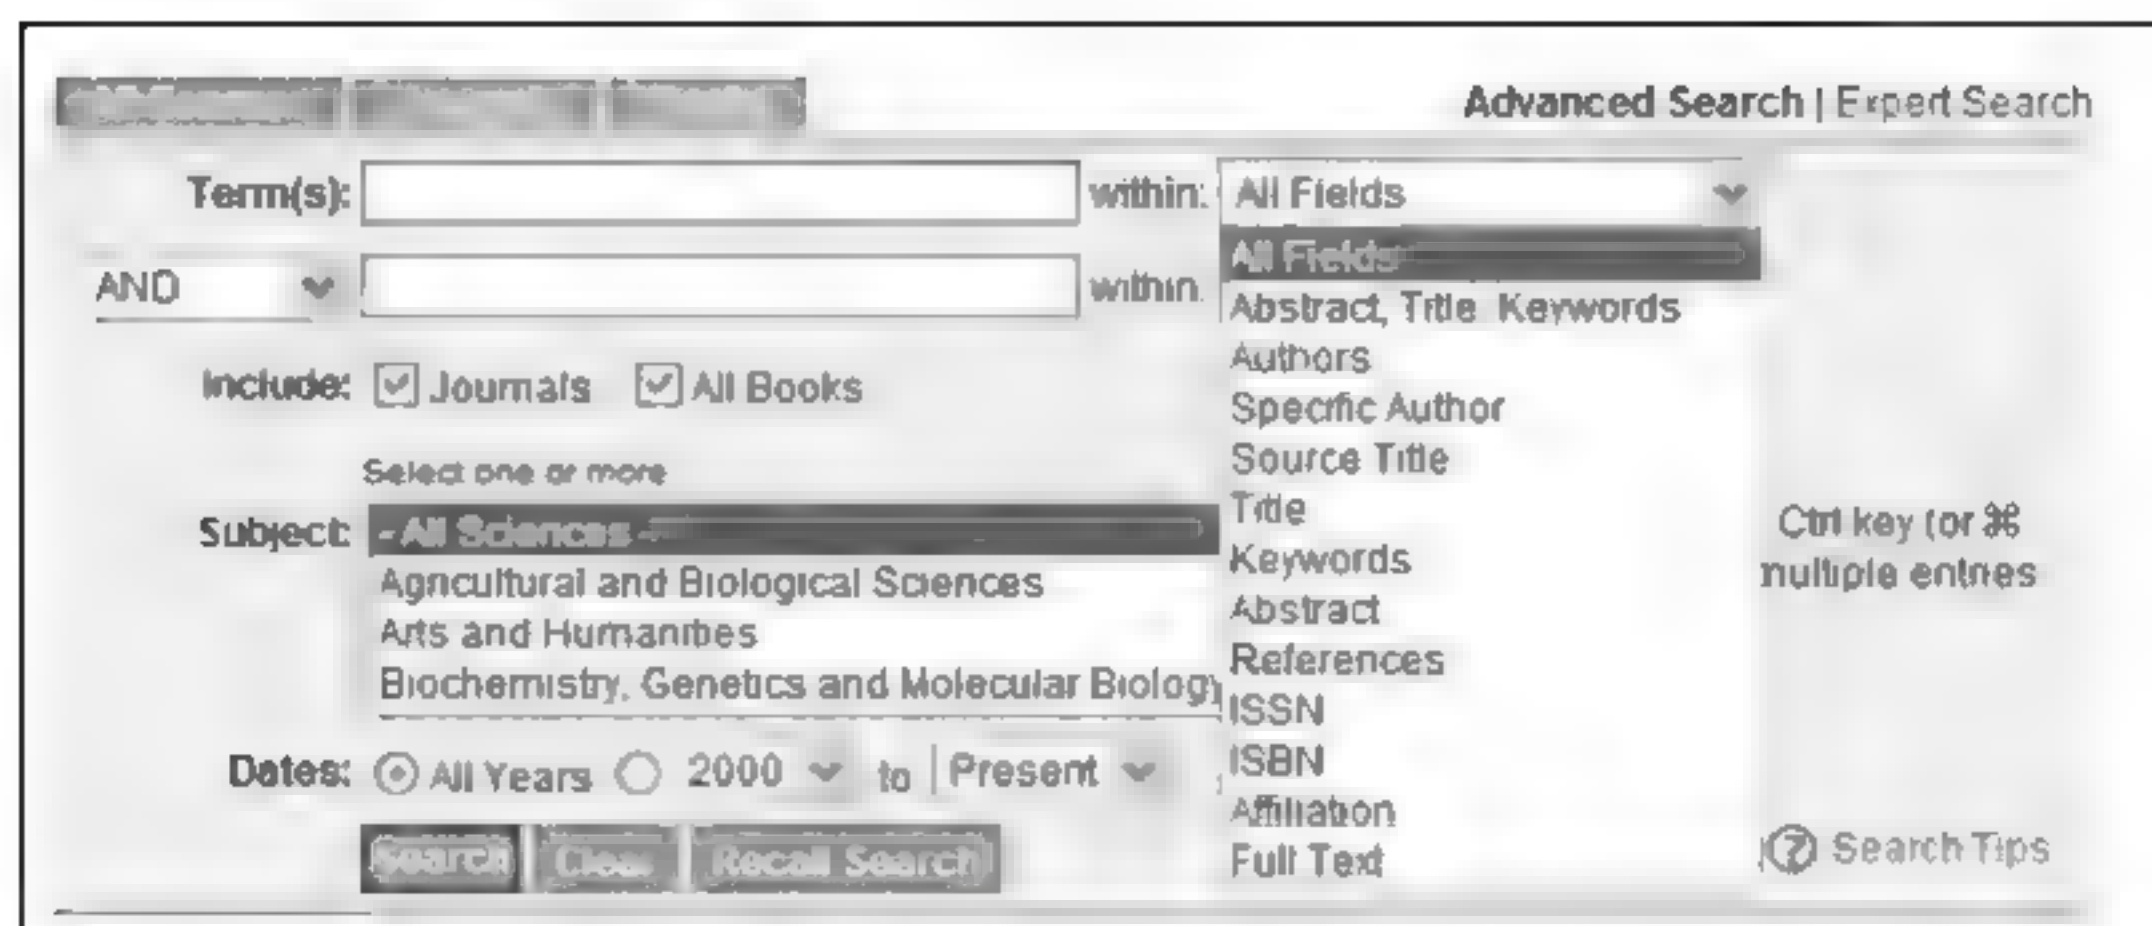 Advanced Search | Expert Search
Term(s): within: All Fields
All Fields
AND within:
Abstract, Title, Keywords
Authors
Include: Journals All Books
Specific Author
Source Title
Select one or more
Title
Subject: - All Sciences -
Ctrl key (or ⌘
Keywords
Agricultural and Biological Sciences
multiple entries
Abstract
Arts and Humanities
References
Biochemistry, Genetics and Molecular Biology
ISSN
ISBN
Dates: All Years 2000 to Present
Affiliation
Full Text
Search Clear Recall Search
Search Tips